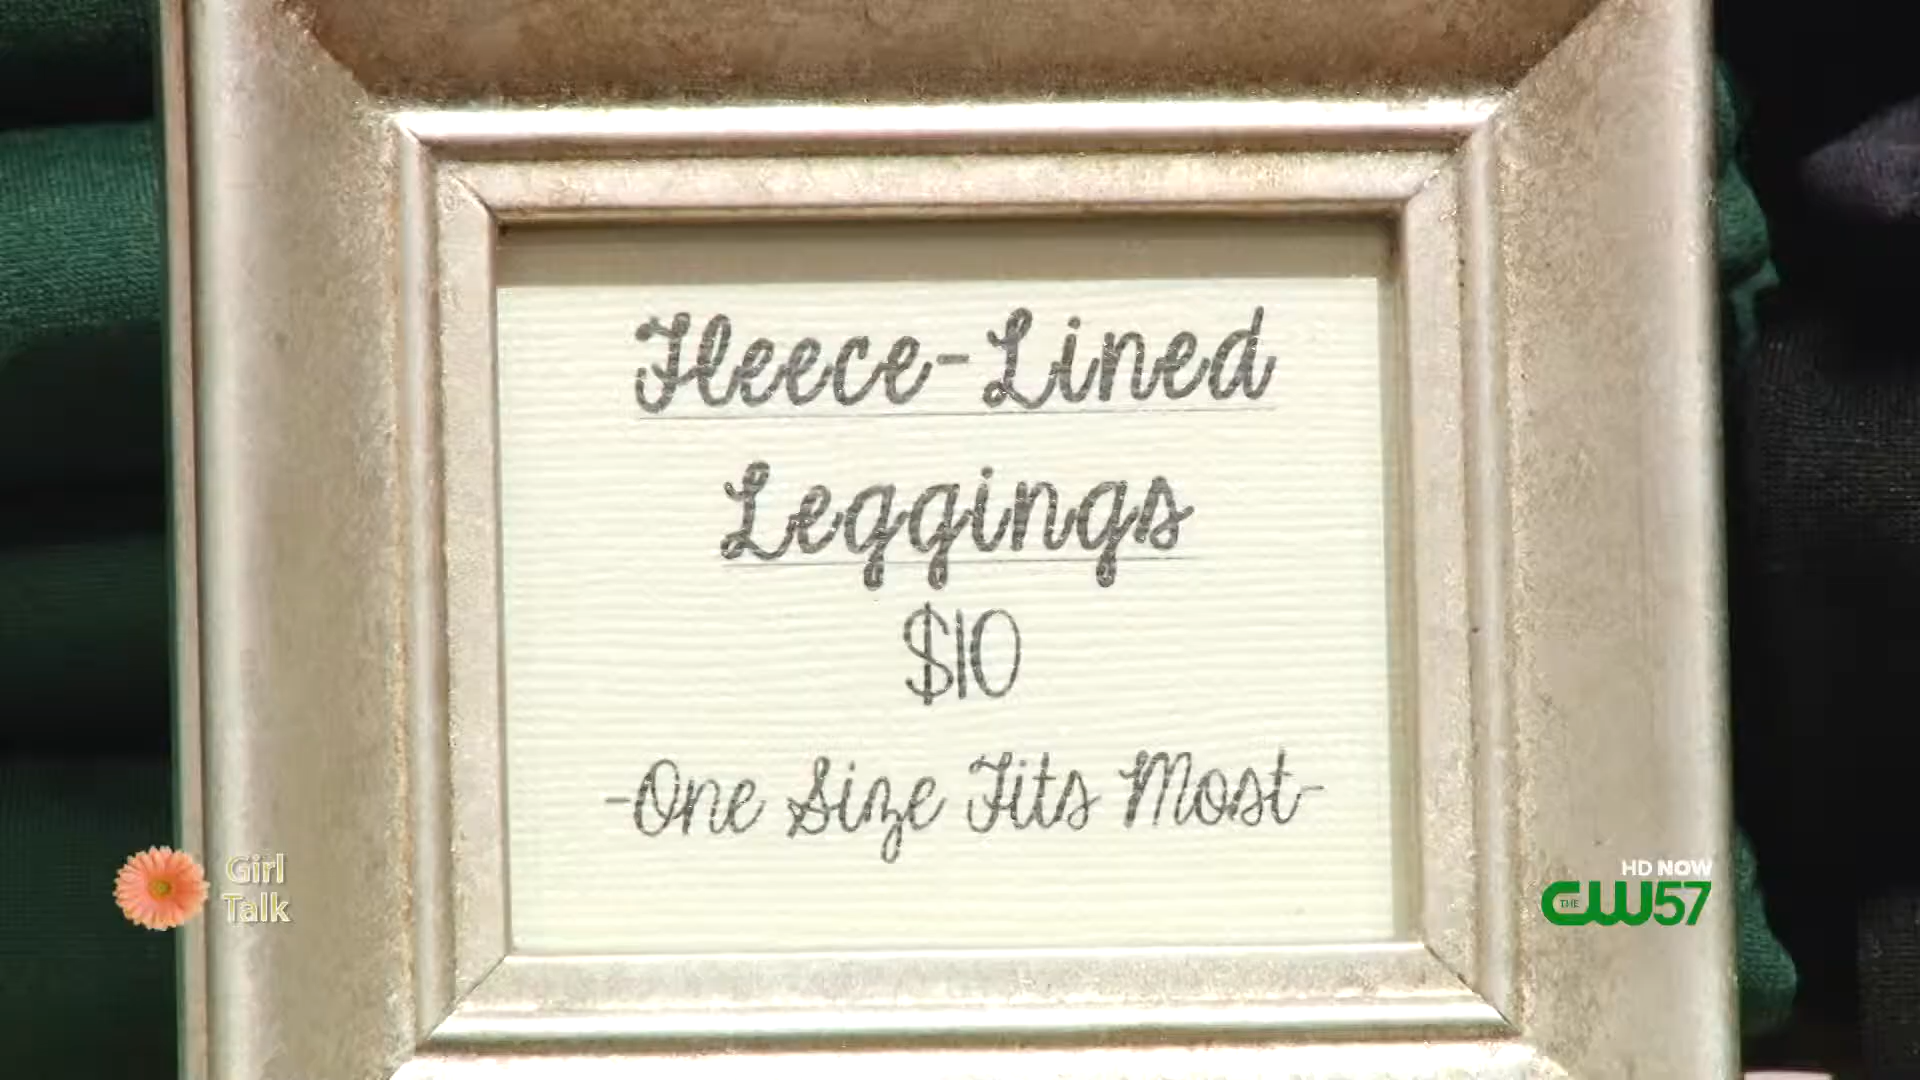 Fleece-Lined
Leggings
$10
-One Size Fits Most-
Girl
Talk
HD NOW
THE CW57